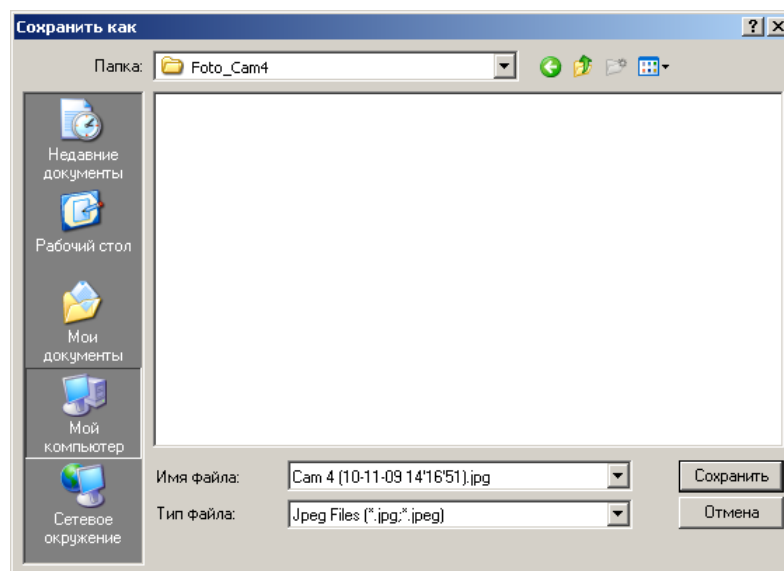 Сохранить как
Папка:
Foto_Cam4
Недавние
документы
Рабочий стол
Мои
документы
Мой
компьютер
Сетевое
окружение
Имя файла:
Cam 4 (10-11-09 14'16'51).jpg
Сохранить
Тип файла:
Jpeg Files (*.jpg;*.jpeg)
Отмена